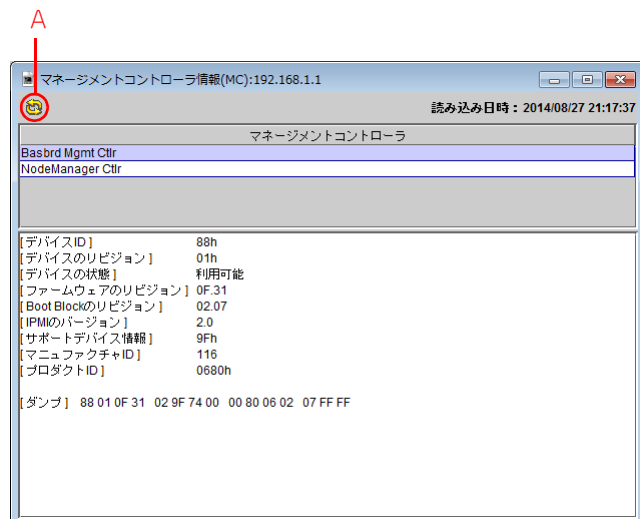 A
マネージメントコントローラ情報(MC):192.168.1.1
読み込み日時：2014/08/27 21:17:37
マネージメントコントローラ
Basbrd Mgmt Ctlr
NodeManager Ctlr
[デバイスID] 88h
[デバイスのリビジョン] 01h
[デバイスの状態] 利用可能
[ファームウェアのリビジョン] 0F.31
[Boot Blockのリビジョン] 02.07
[IPMIのバージョン] 2.0
[サポートデバイス情報] 9Fh
[マニュファクチャID] 116
[プロダクトID] 0680h
[ダンプ] 88 01 0F 31 02 9F 74 00 00 80 06 02 07 FF FF